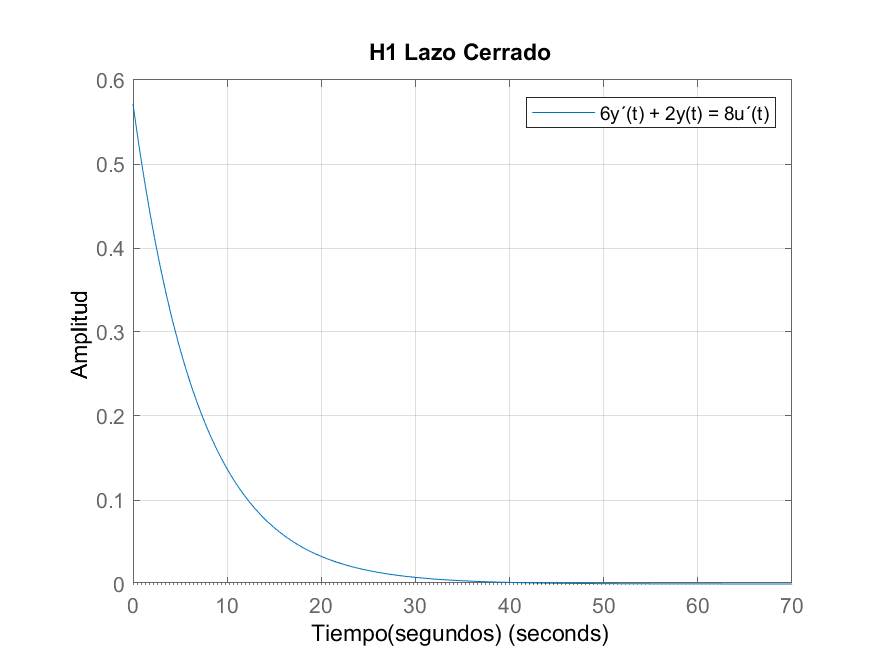 H1 Lazo Cerrado
6y´(t) + 2y(t) = 8u´(t)
Amplitud
0.6
0.5
0.4
0.3
0.2
0.1
0
0 10 20 30 40 50 60 70
Tiempo(segundos) (seconds)